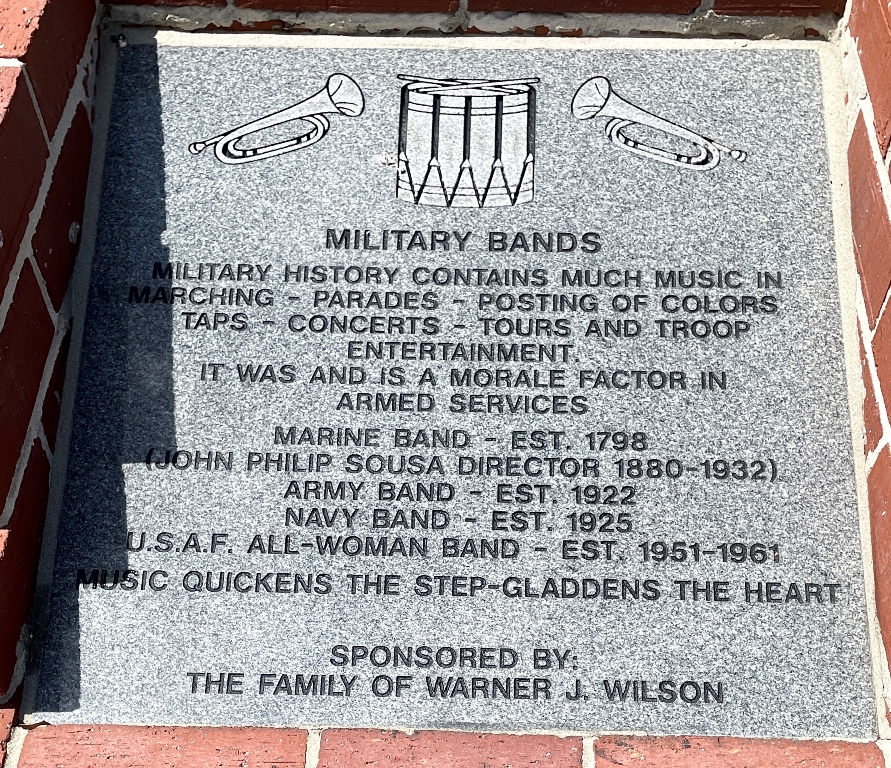 MILITARY BANDS
MILITARY HISTORY CONTAINS MUCH MUSIC IN
MARCHING - PARADES - POSTING OF COLORS
TAPS - CONCERTS - TOURS AND TROOP
ENTERTAINMENT.
IT WAS AND IS A MORALE FACTOR IN
ARMED SERVICES
MARINE BAND - EST. 1798
(JOHN PHILIP SOUSA DIRECTOR 1880-1932)
ARMY BAND - EST. 1922
NAVY BAND - EST. 1925
U.S.A.F. ALL-WOMAN BAND - EST. 1951-1961
MUSIC QUICKENS THE STEP-GLADDENS THE HEART
SPONSORED BY:
THE FAMILY OF WARNER J. WILSON